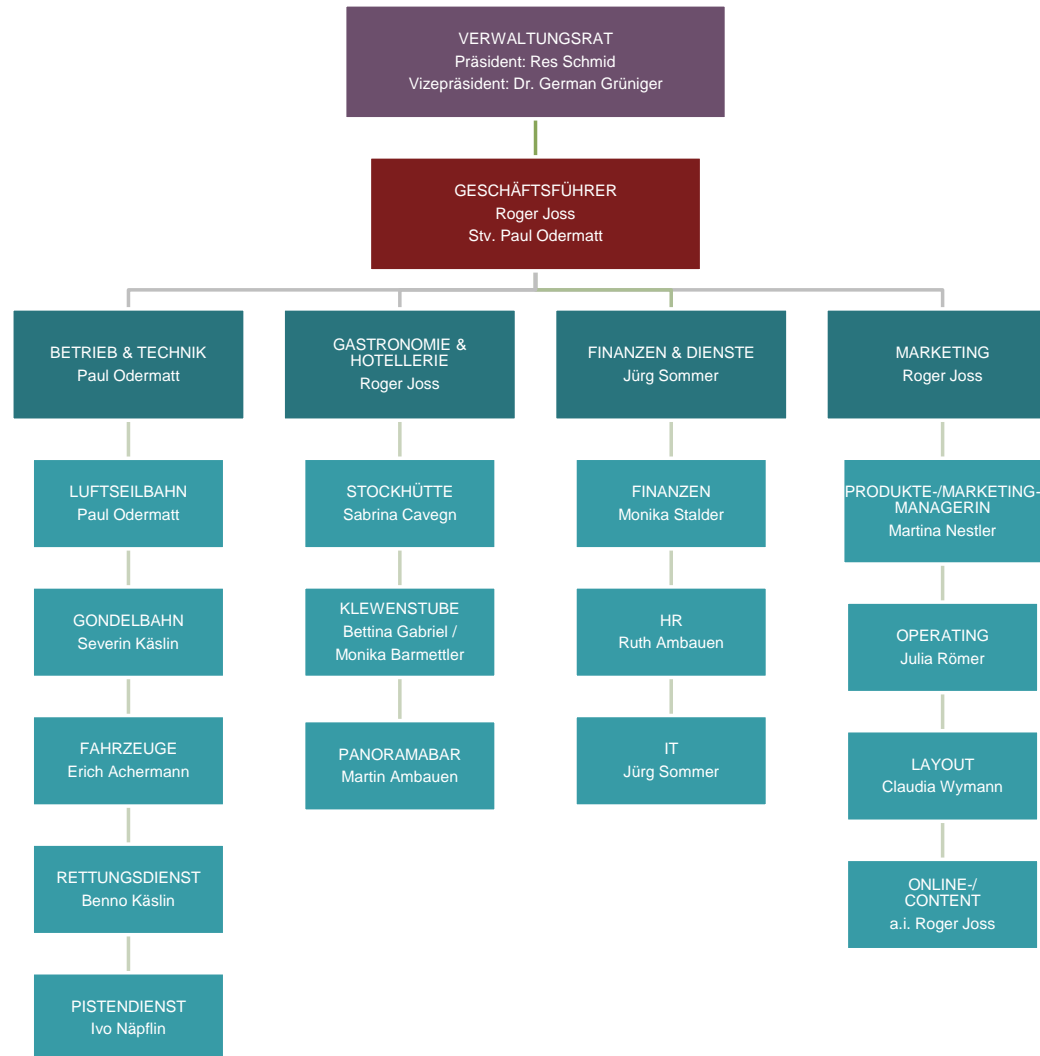 VERWALTUNGSRAT
Präsident: Res Schmid
Vizepräsident: Dr. German Grüniger
GESCHÄFTSFÜHRER
Roger Joss
Stv. Paul Odermatt
BETRIEB & TECHNIK
Paul Odermatt
GASTRONOMIE &
HOTELLERIE
Roger Joss
FINANZEN & DIENSTE
Jürg Sommer
MARKETING
Roger Joss
LUFTSEILBAHN
Paul Odermatt
STOCKHÜTTE
Sabrina Cavegn
FINANZEN
Monika Stalder
PRODUKTE-/MARKETING-
MANAGERIN
Martina Nestler
GONDELBAHN
Severin Käslin
KLEWENSTUBE
Bettina Gabriel /
Monika Barmettler
HR
Ruth Ambauen
OPERATING
Julia Römer
FAHRZEUGE
Erich Achermann
PANORAMABAR
Martin Ambauen
IT
Jürg Sommer
LAYOUT
Claudia Wymann
RETTUNGSDIENST
Benno Käslin
ONLINE-/
CONTENT
a.i. Roger Joss
PISTENDIENST
Ivo Näpflin